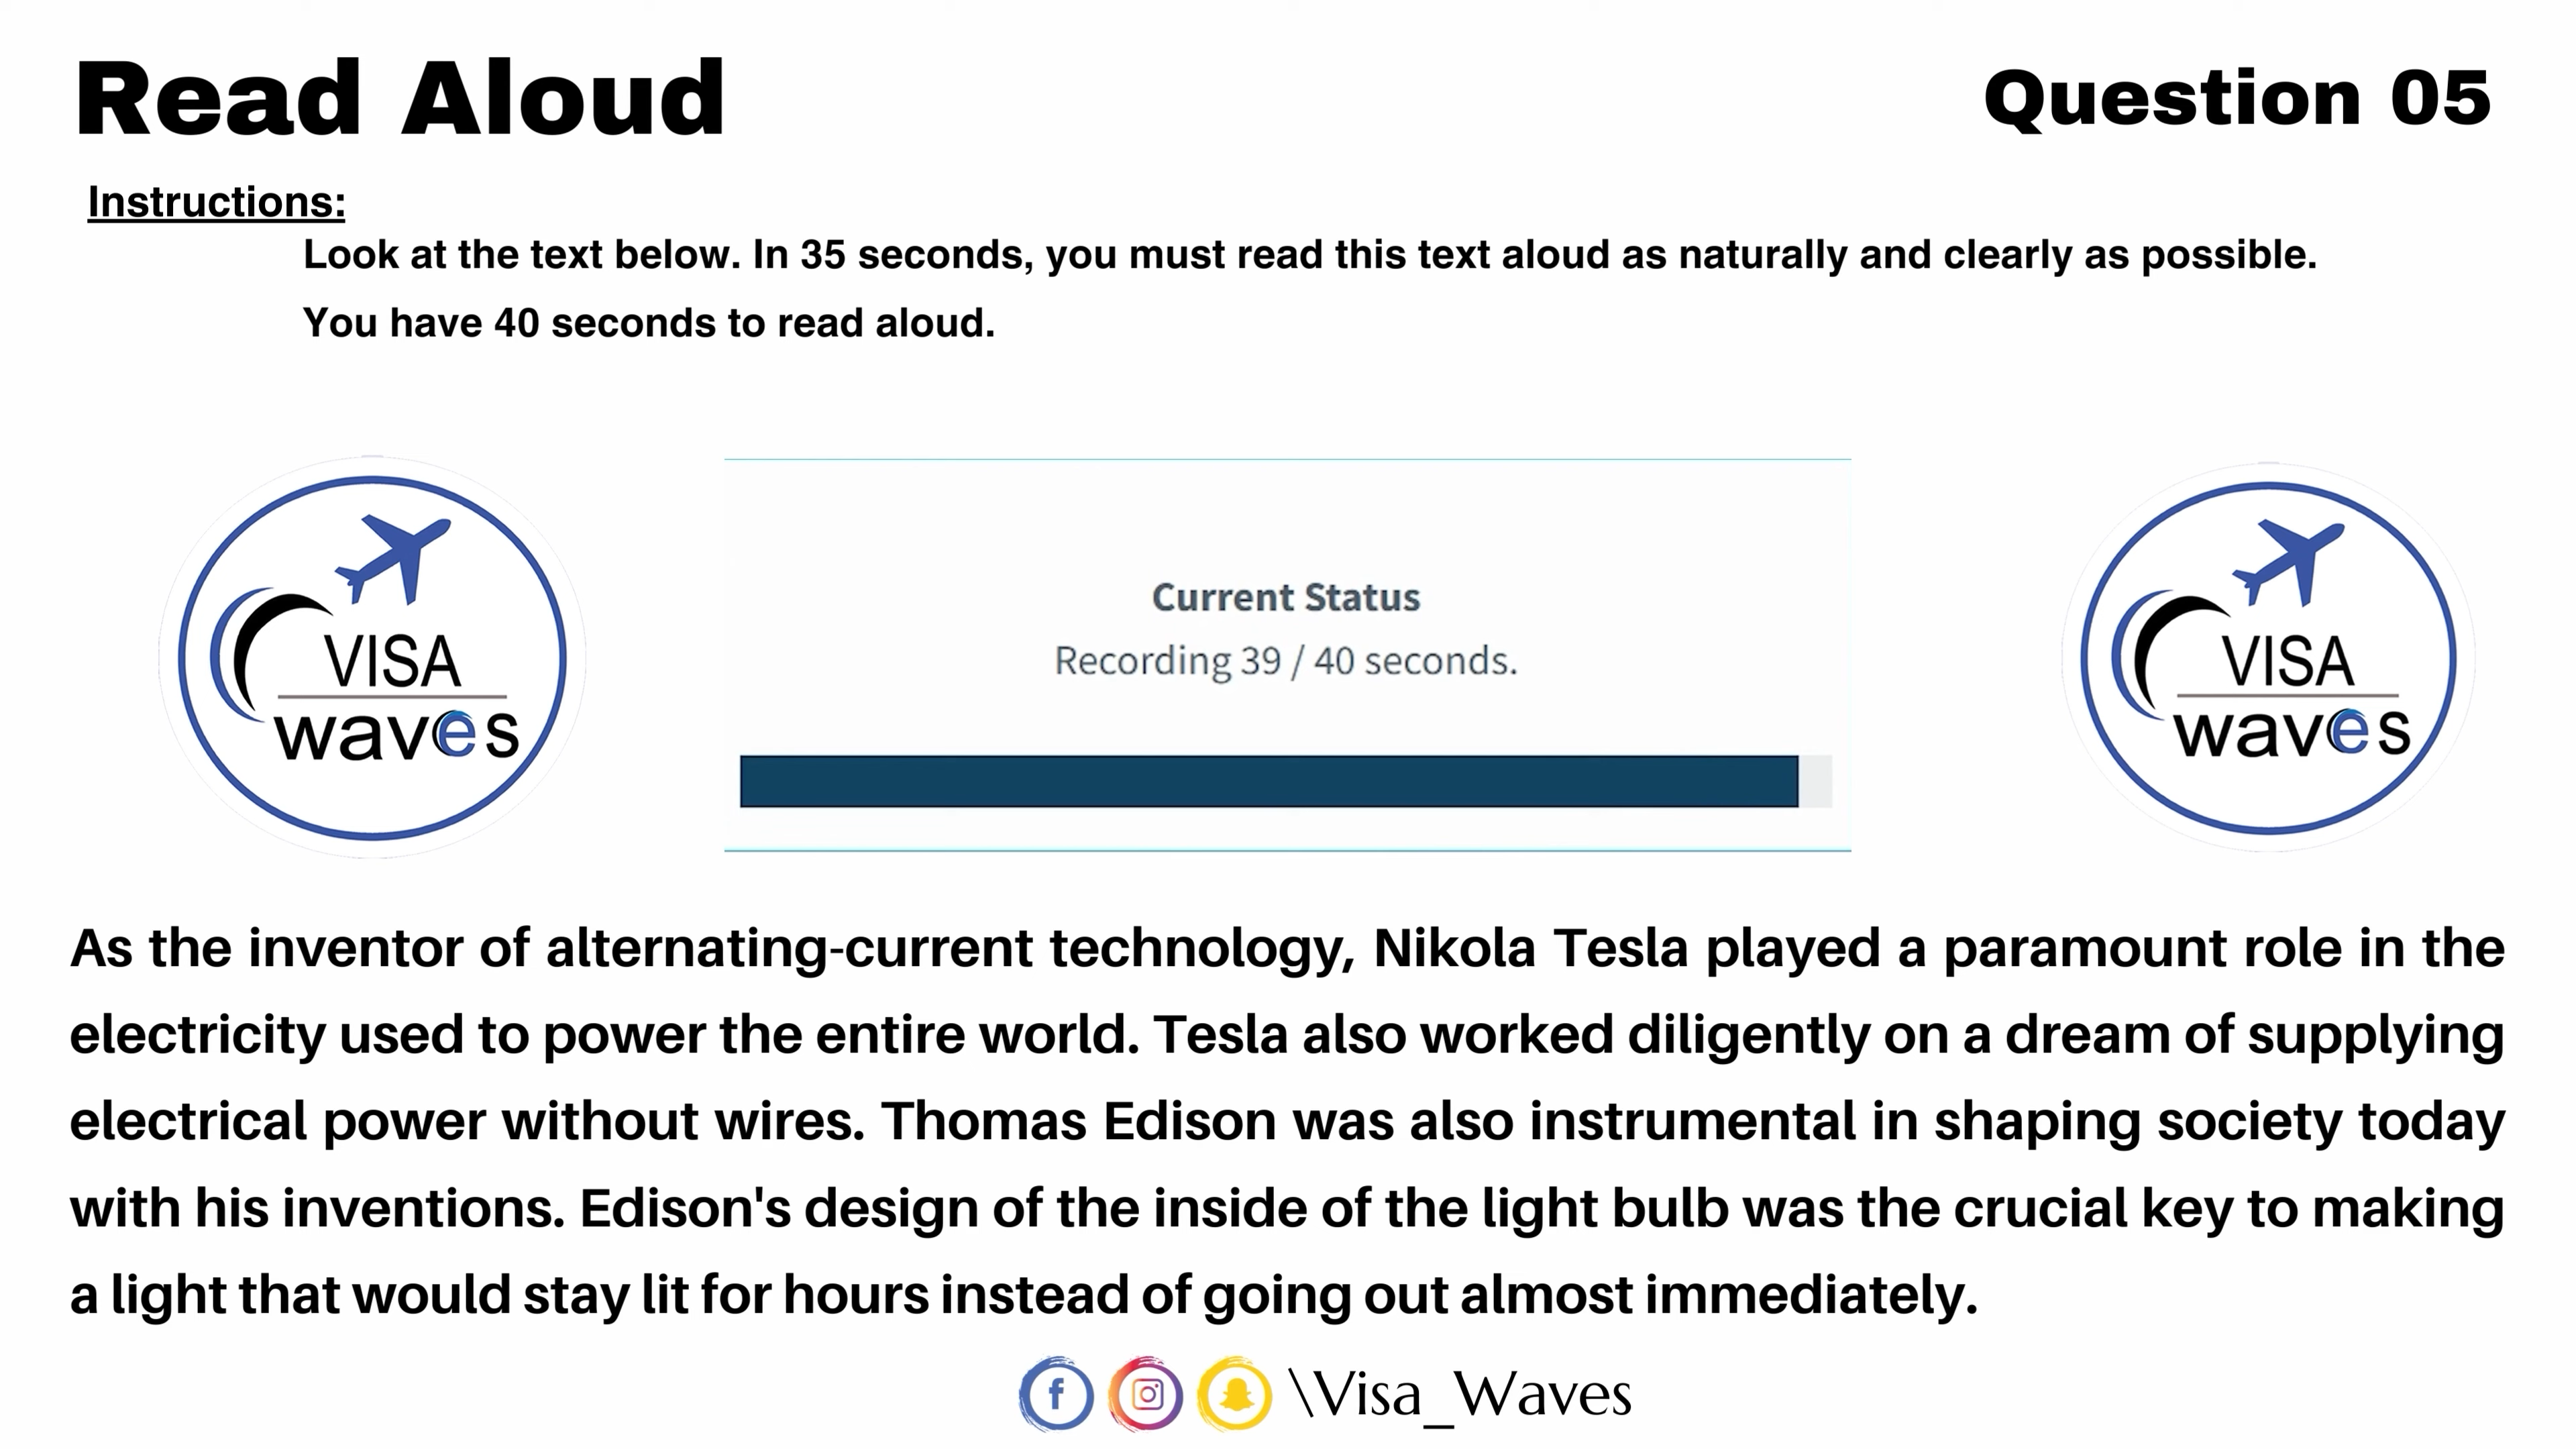 Read Aloud
Question 05
Instructions:
Look at the text below. In 35 seconds, you must read this text aloud as naturally and clearly as possible.
You have 40 seconds to read aloud.
VISA
waves
Current Status
Recording 39 / 40 seconds.
VISA
waves
As the inventor of alternating-current technology, Nikola Tesla played a paramount role in the
electricity used to power the entire world. Tesla also worked diligently on a dream of supplying
electrical power without wires. Thomas Edison was also instrumental in shaping society today
with his inventions. Edison's design of the inside of the light bulb was the crucial key to making
a light that would stay lit for hours instead of going out almost immediately.
\Visa_Waves